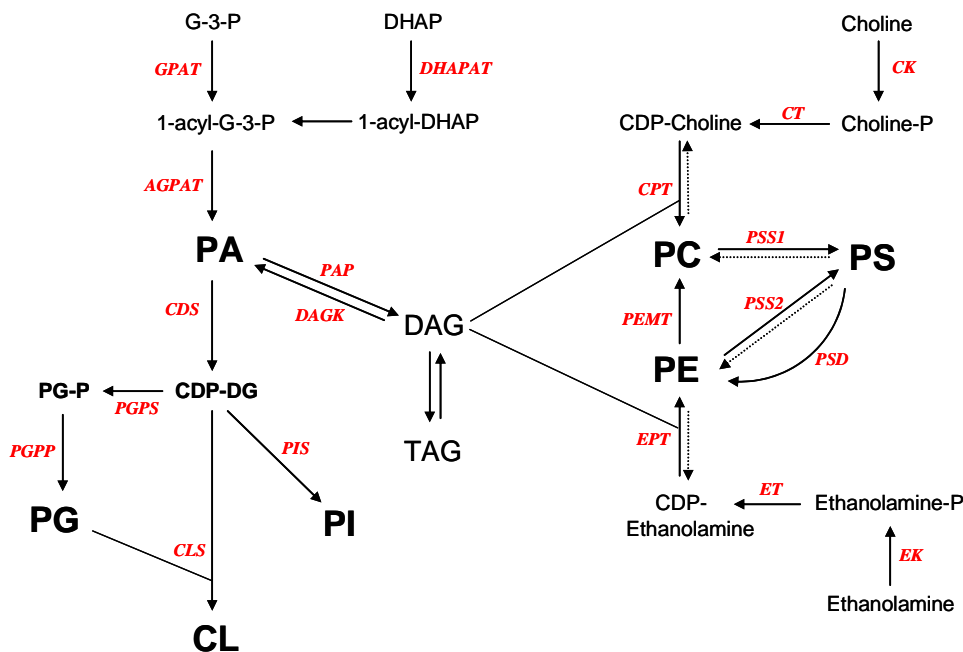 G-3-P
DHAP
Choline
GPAT
DHAPAT
CK
1-acyl-G-3-P
1-acyl-DHAP
CDP-Choline
CT
Choline-P
AGPAT
CPT
PA
PC
PSS1
PS
PAP
CDS
DAGK
DAG
PEMT
PSS2
PE
PSD
PG-P
CDP-DG
PGPS
PGPP
PIS
TAG
EPT
PG
PI
CDP-
Ethanolamine
ET
Ethanolamine-P
CLS
EK
Ethanolamine
CL